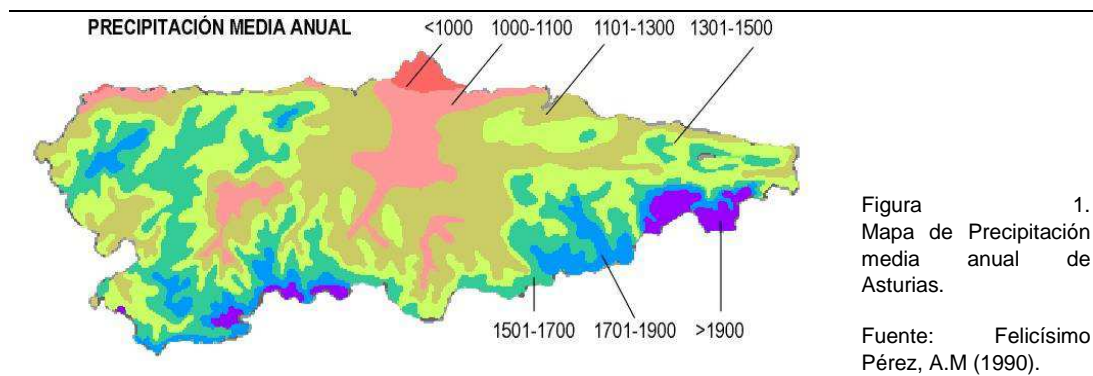 PRECIPITACIÓN MEDIA ANUAL <1000 1000-1100 1101-1300 1301-1500
1501-1700 1701-1900 >1900
Figura 1.
Mapa de Precipitación
media anual de
Asturias.
Fuente: Felicísimo
Pérez, A.M (1990).